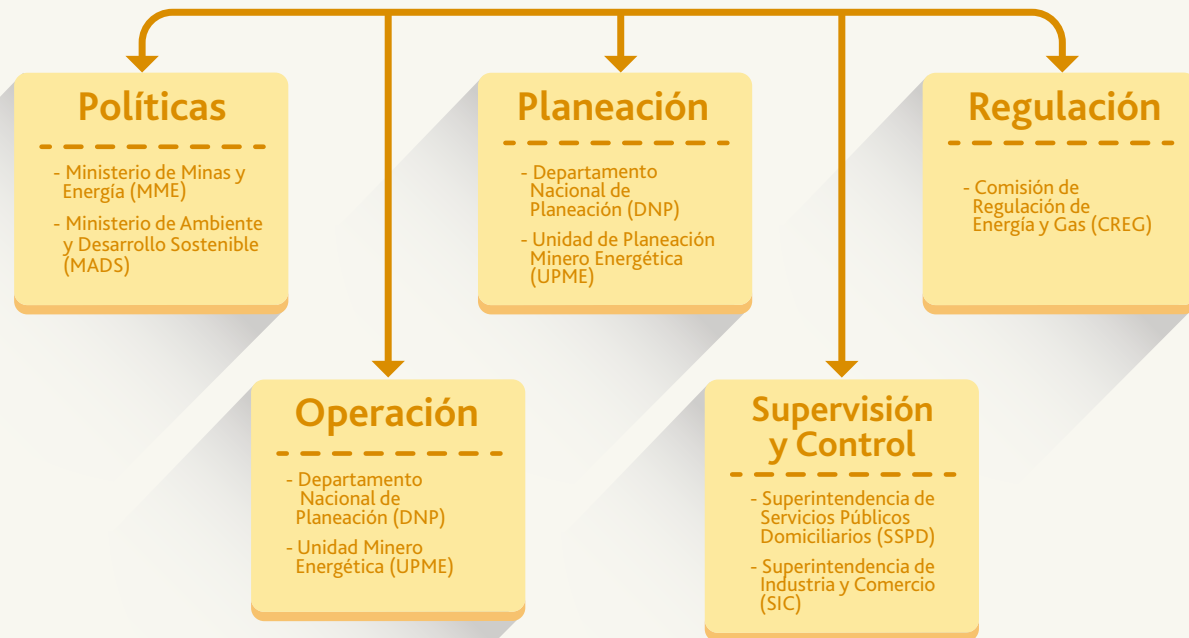 Políticas
- Ministerio de Minas y
Energía (MME)
- Ministerio de Ambiente
y Desarrollo Sostenible
(MADS)
Planeación
- Departamento
Nacional de
Planeación (DNP)
- Unidad de Planeación
Minero Energética
(UPME)
Regulación
- Comisión de
Regulación de
Energía y Gas (CREG)
Operación
- Departamento
Nacional de
Planeación (DNP)
- Unidad Minero
Energética (UPME)
Supervisión
y Control
- Superintendencia de
Servicios Públicos
Domiciliarios (SSPD)
- Superintendencia de
Industria y Comercio
(SIC)